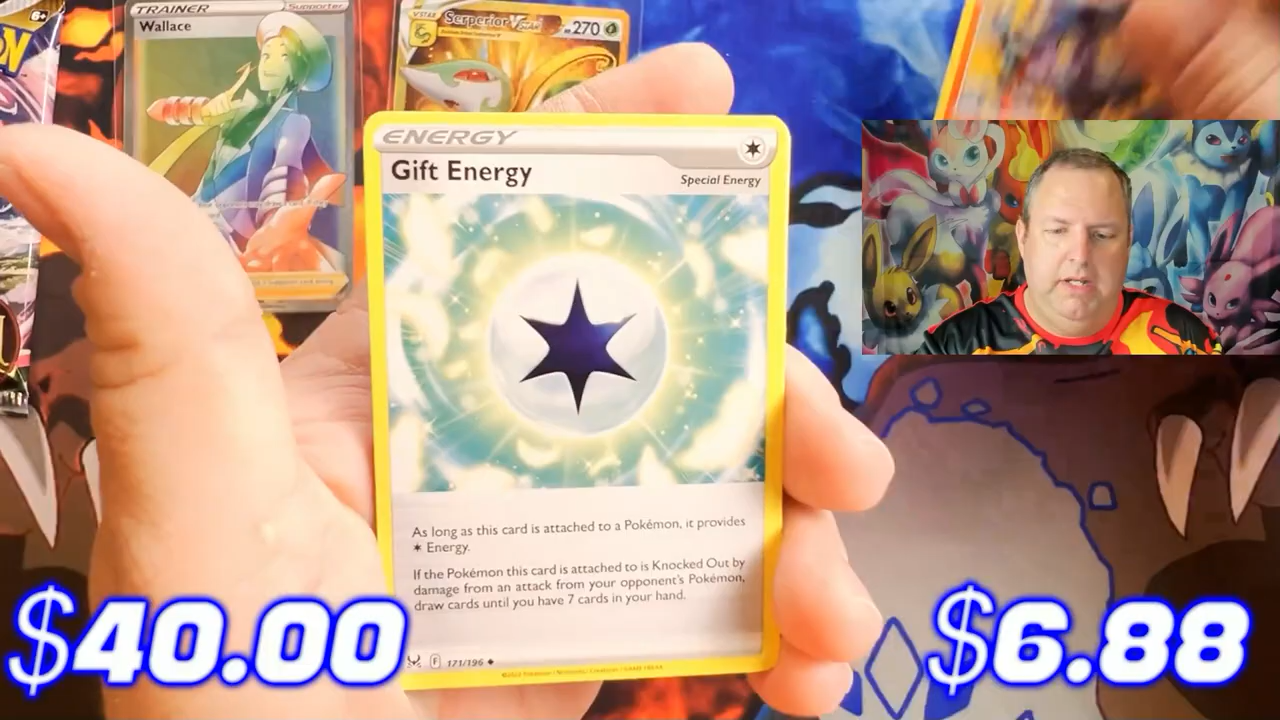 6+
TRAINER Supporter
Wallace
VSTAR Serperior VSTAR 270
ENERGY
Gift Energy
Special Energy
As long as this card is attached to a Pokémon, it provides
Energy.
If the Pokémon this card is attached to is Knocked Out by
damage from an attack from your opponent's Pokémon,
draw cards until you have 7 cards in your hand.
F 171/196
$40.00
$6.88